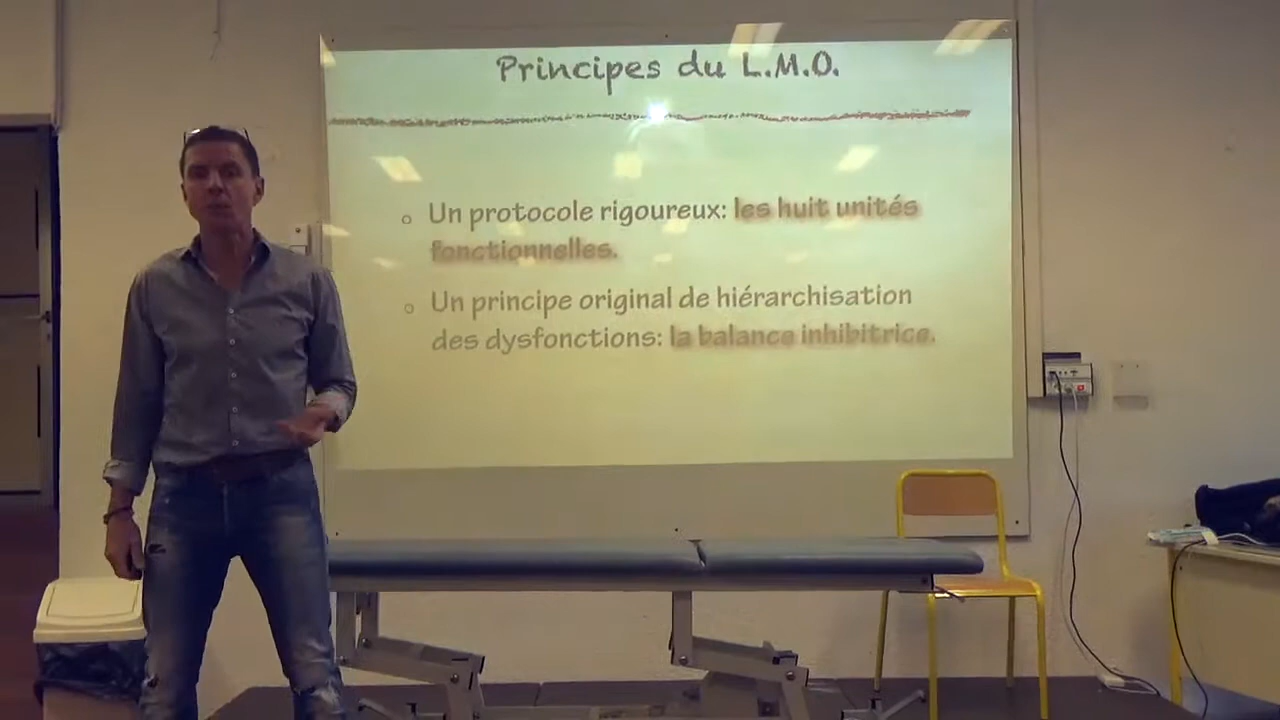 Principes du L.M.O.
Un protocole rigoureux: les huit unités
fonctionnelles.
Un principe original de hiérarchisation
des dysfonctions: la balance inhibitrice.